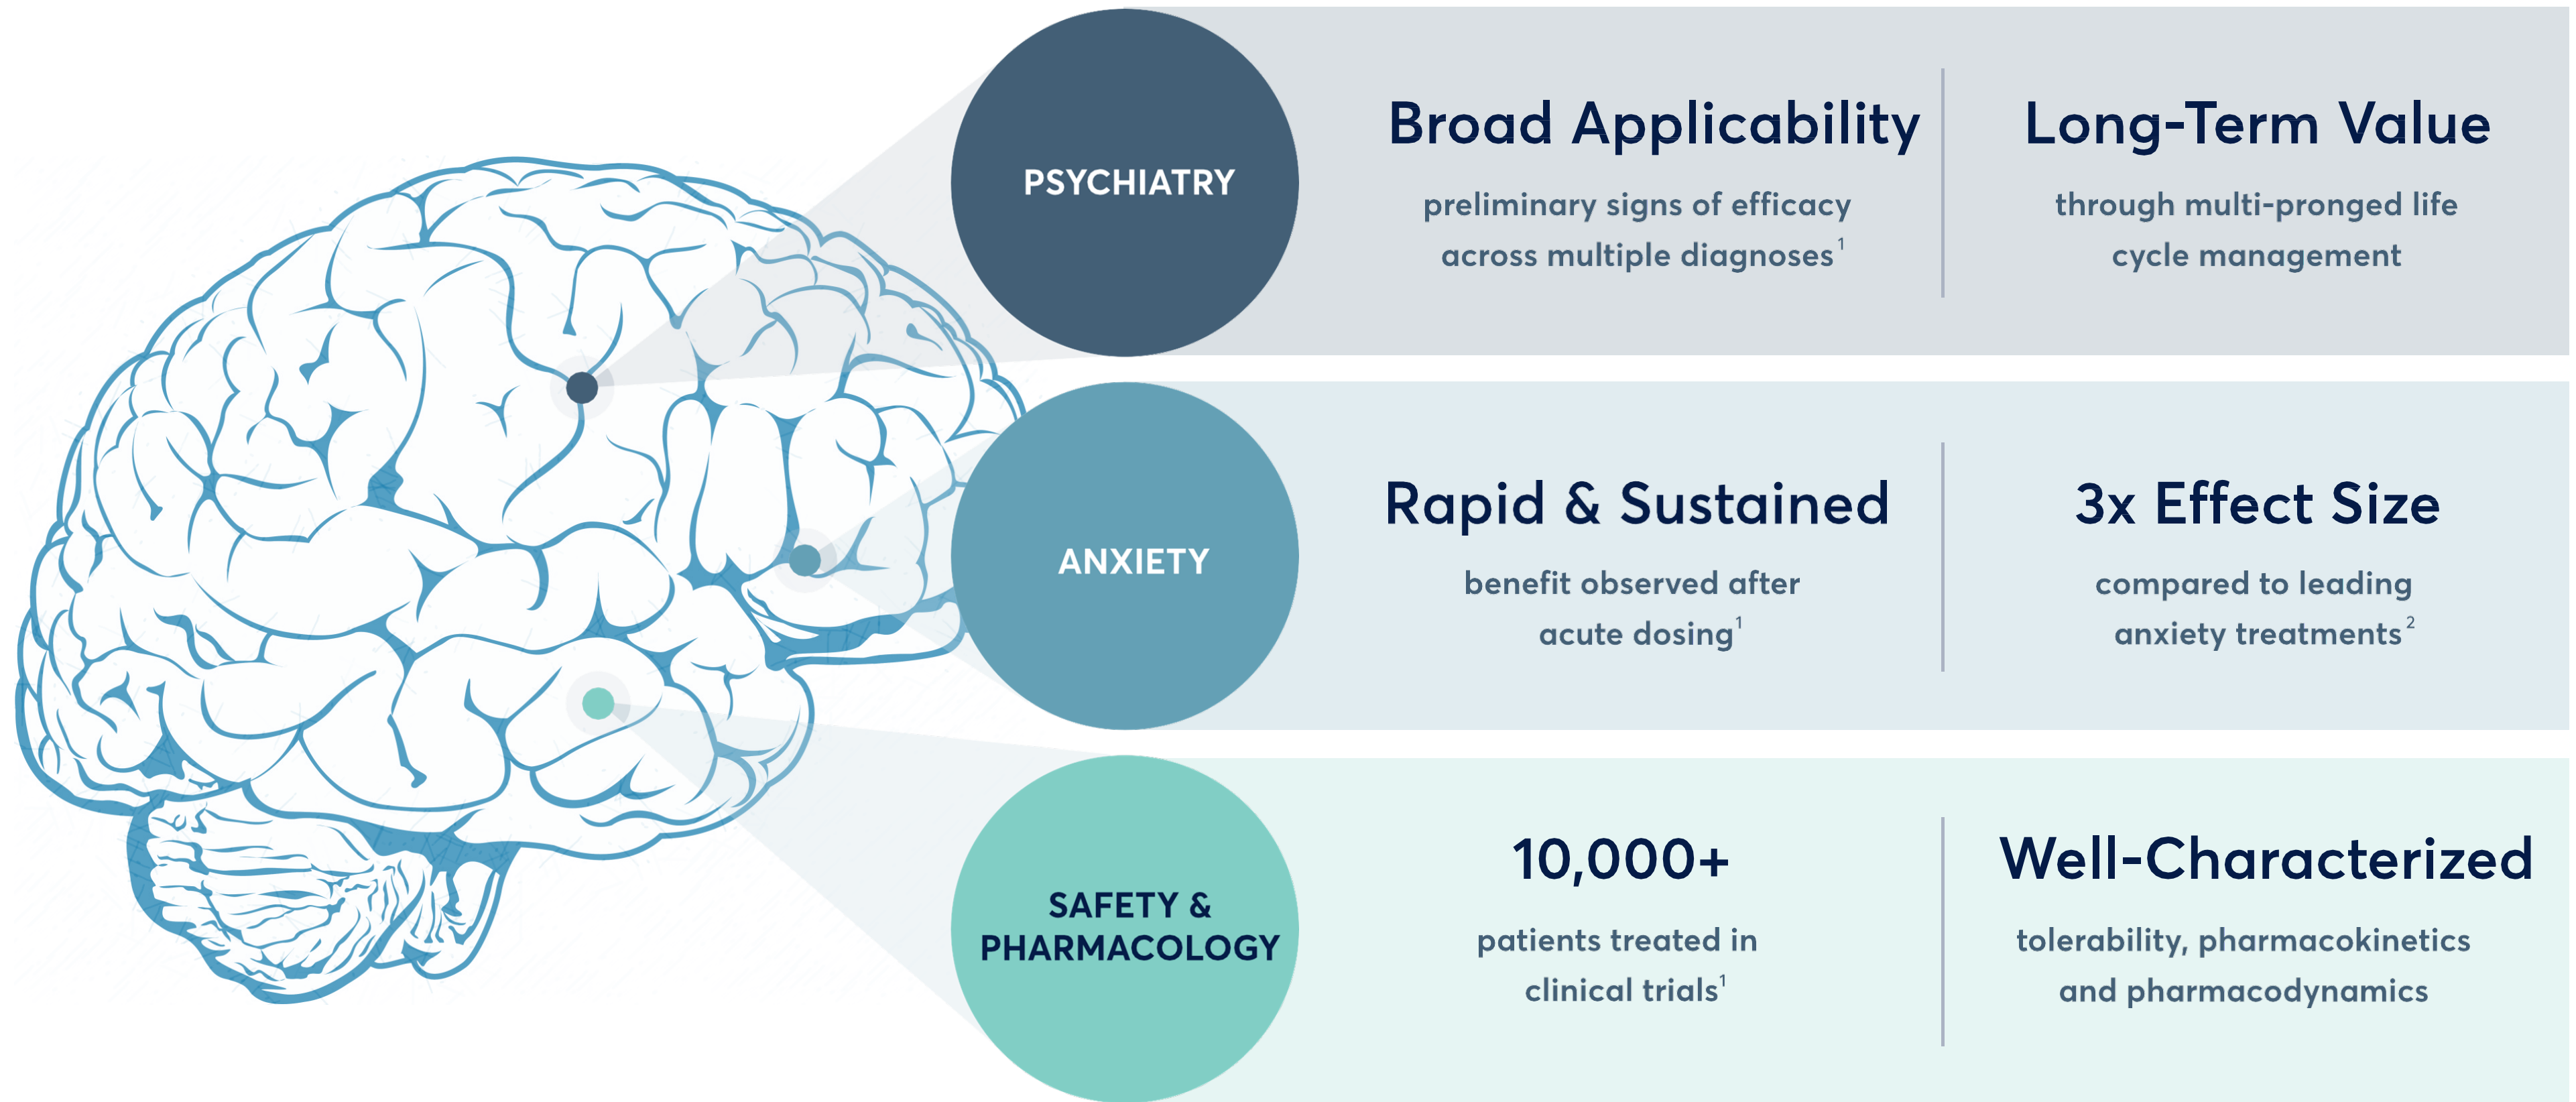 PSYCHIATRY
Broad Applicability
preliminary signs of efficacy
across multiple diagnoses¹
Long-Term Value
through multi-pronged life
cycle management
ANXIETY
Rapid & Sustained
benefit observed after
acute dosing¹
3x Effect Size
compared to leading
anxiety treatments²
SAFETY &
PHARMACOLOGY
10,000+
patients treated in
clinical trials¹
Well-Characterized
tolerability, pharmacokinetics
and pharmacodynamics